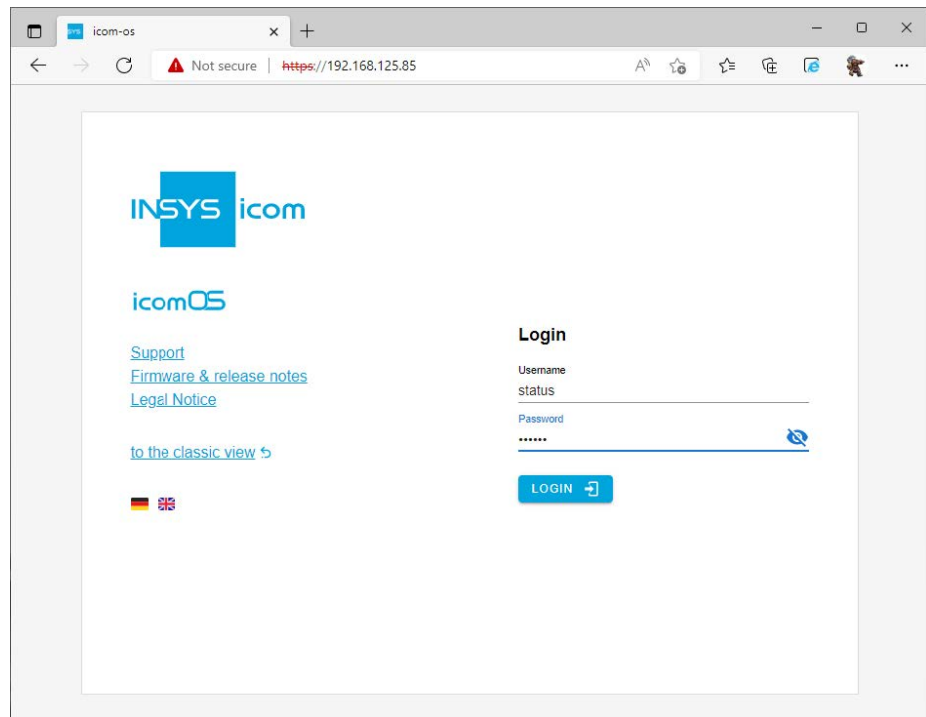 icom-os
Not secure | https://192.168.125.85
INSYS icom
icomOS
Support
Firmware & release notes
Legal Notice
to the classic view
Login
Username
status
Password
••••••
LOGIN